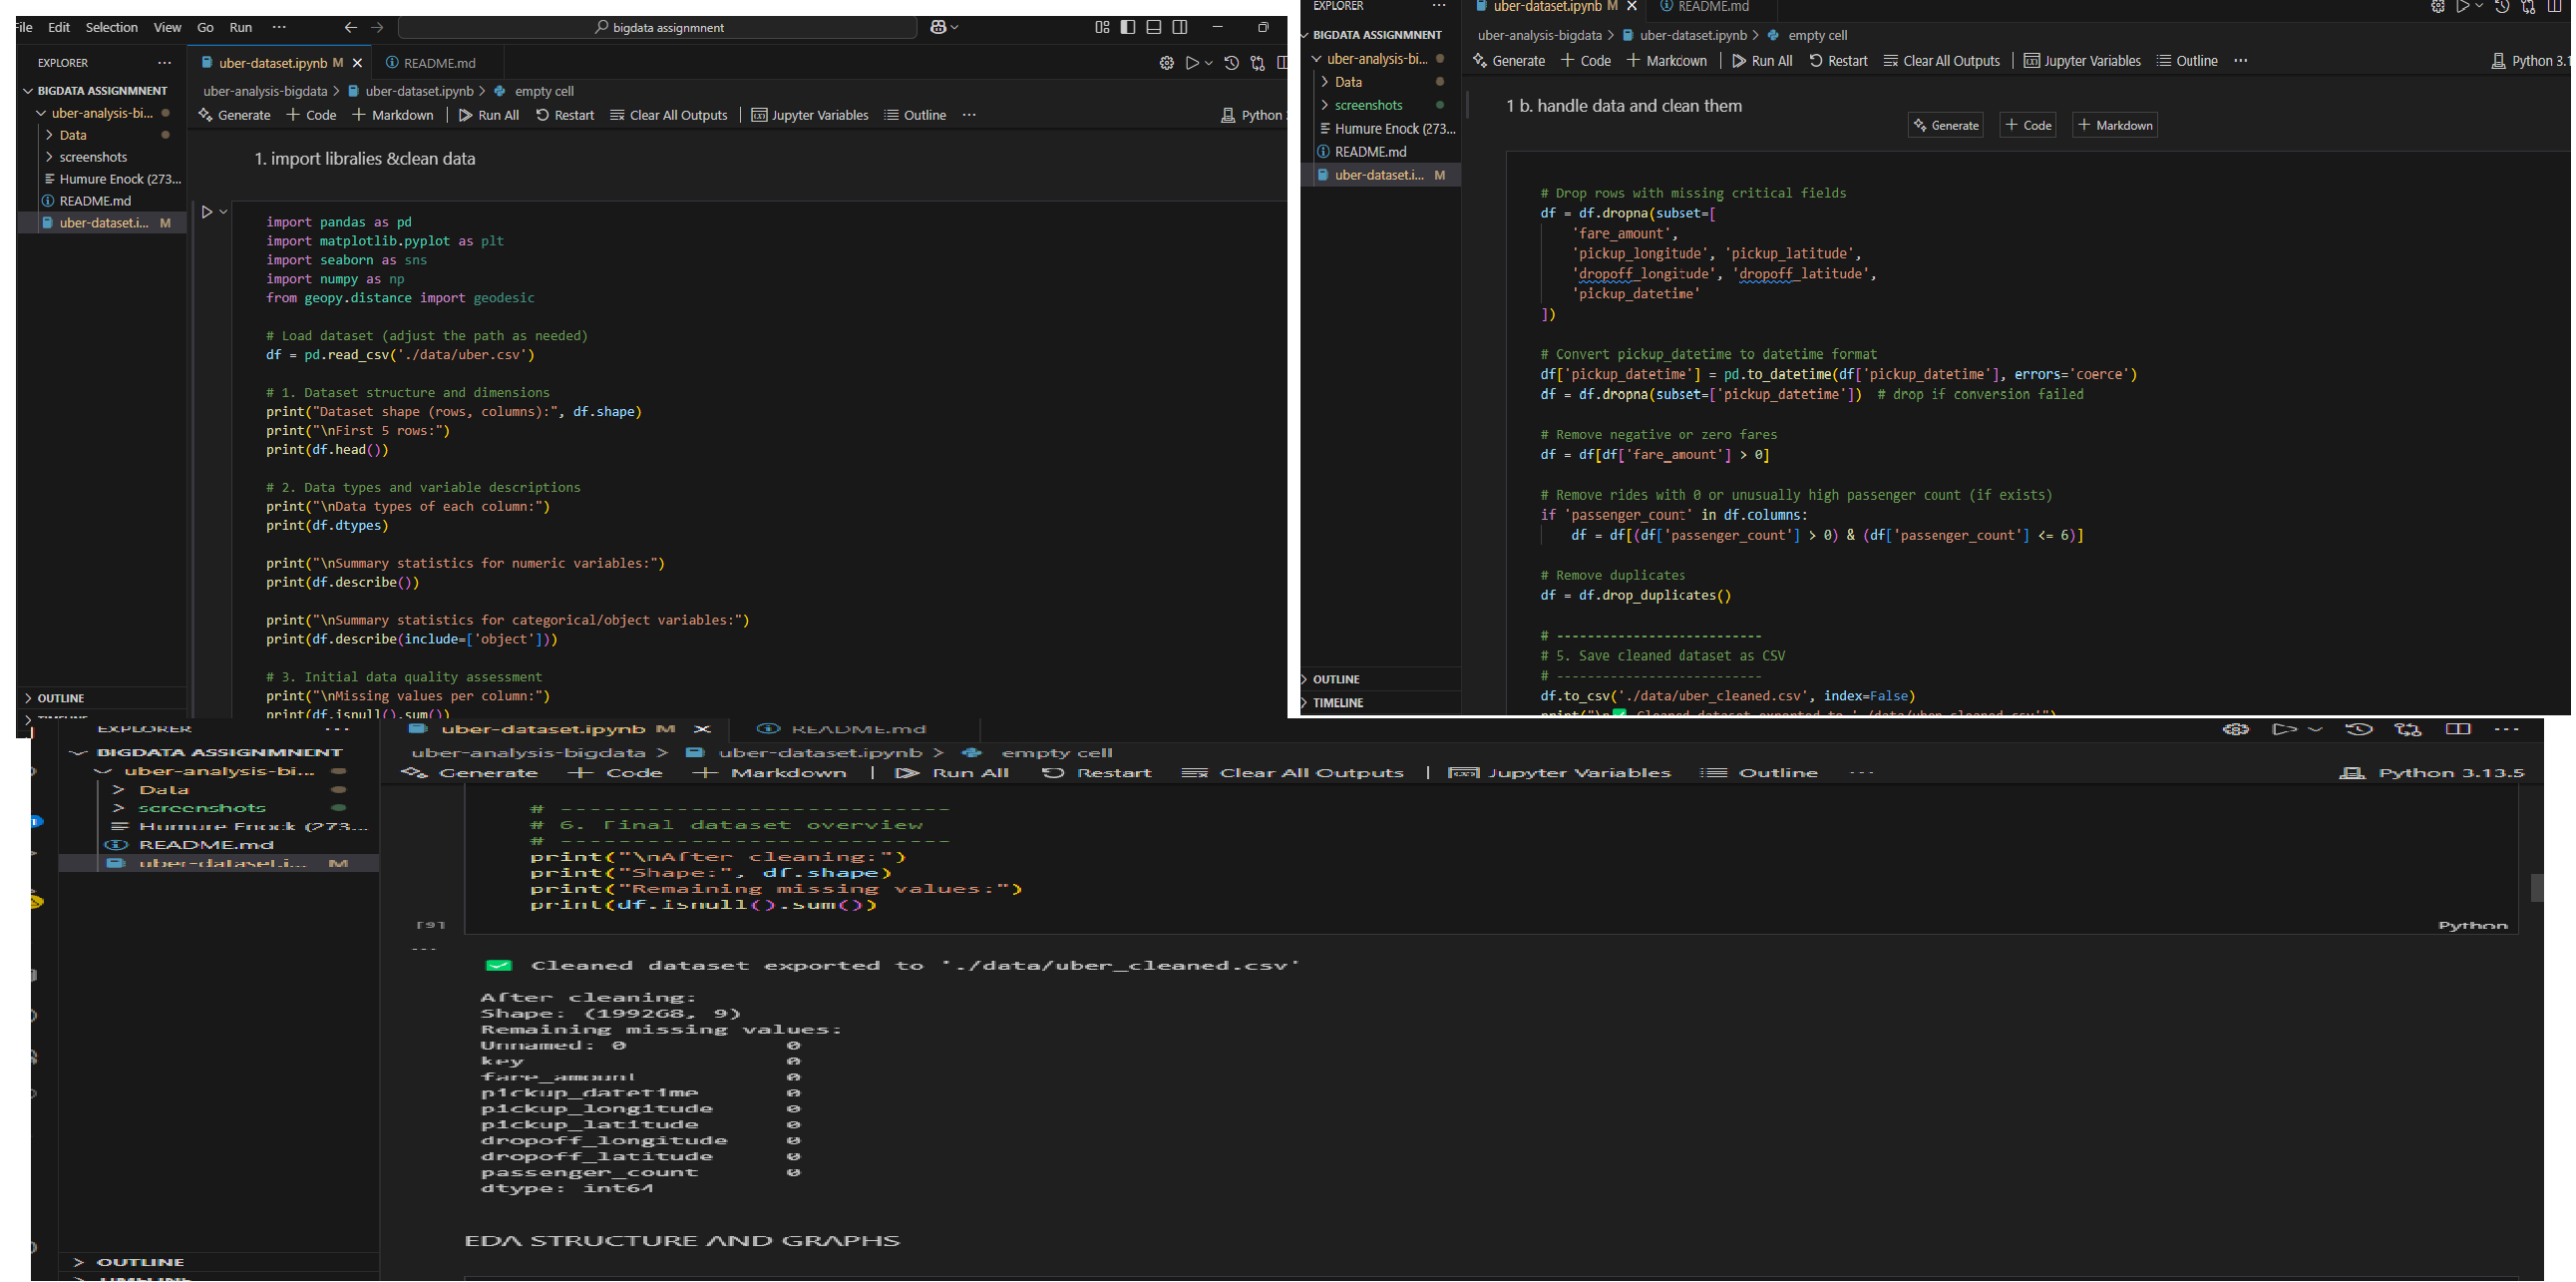 File Edit Selection View Go Run ··· bigdata assignmnent
EXPLORER ···
uber-dataset.ipynb M
README.md
BIGDATA ASSIGNMNENT
uber-analysis-bi...
Data
screenshots
Humure Enock (273...
README.md
uber-dataset.i... M
OUTLINE
uber-analysis-bigdata > uber-dataset.ipynb > empty cell
Generate + Code + Markdown | Run All Restart Clear All Outputs | Jupyter Variables Outline ··· Python
1. import libralies &clean data
import pandas as pd
import matplotlib.pyplot as plt
import seaborn as sns
import numpy as np
from geopy.distance import geodesic
# Load dataset (adjust the path as needed)
df = pd.read_csv('./data/uber.csv')
# 1. Dataset structure and dimensions
print("Dataset shape (rows, columns):", df.shape)
print("\nFirst 5 rows:")
print(df.head())
# 2. Data types and variable descriptions
print("\nData types of each column:")
print(df.dtypes)
print("\nSummary statistics for numeric variables:")
print(df.describe())
print("\nSummary statistics for categorical/object variables:")
print(df.describe(include=['object']))
# 3. Initial data quality assessment
print("\nMissing values per column:")
print(df.isnull().sum())
EXPLORER ···
uber-dataset.ipynb M
README.md
BIGDATA ASSIGNMNENT
uber-analysis-bi...
Data
screenshots
Humure Enock (273...
README.md
uber-dataset.i... M
OUTLINE
TIMELINE
uber-analysis-bigdata > uber-dataset.ipynb > empty cell
Generate + Code + Markdown | Run All Restart Clear All Outputs | Jupyter Variables Outline ··· Python 3.1
1 b. handle data and clean them
Generate + Code + Markdown
# Drop rows with missing critical fields
df = df.dropna(subset=[
'fare_amount',
'pickup_longitude', 'pickup_latitude',
'dropoff_longitude', 'dropoff_latitude',
'pickup_datetime'
])
# Convert pickup_datetime to datetime format
df['pickup_datetime'] = pd.to_datetime(df['pickup_datetime'], errors='coerce')
df = df.dropna(subset=['pickup_datetime']) # drop if conversion failed
# Remove negative or zero fares
df = df[df['fare_amount'] > 0]
# Remove rides with 0 or unusually high passenger count (if exists)
if 'passenger_count' in df.columns:
df = df[(df['passenger_count'] > 0) & (df['passenger_count'] <= 6)]
# Remove duplicates
df = df.drop_duplicates()
# ---------------------------
# 5. Save cleaned dataset as CSV
# ---------------------------
df.to_csv('./data/uber_cleaned.csv', index=False)
print("\n✅ Cleaned dataset exported to './data/uber_cleaned.csv'")
EXPLORER ···
uber-dataset.ipynb M
README.md
BIGDATA ASSIGNMNENT
uber-analysis-bi...
Data
screenshots
Humure Enock (273...
README.md
uber-dataset.i... M
OUTLINE
TIMELINE
uber-analysis-bigdata > uber-dataset.ipynb > empty cell
Generate + Code + Markdown | Run All Restart Clear All Outputs | Jupyter Variables Outline ··· Python 3.13.5
# ---------------------------
# 6. Final dataset overview
# ---------------------------
print("\nAfter cleaning:")
print("Shape:", df.shape)
print("Remaining missing values:")
print(df.isnull().sum())
[9]
Python
✅ Cleaned dataset exported to './data/uber_cleaned.csv'
After cleaning:
Shape: (199268, 9)
Remaining missing values:
Unnamed: 0 0
key 0
fare_amount 0
pickup_datetime 0
pickup_longitude 0
pickup_latitude 0
dropoff_longitude 0
dropoff_latitude 0
passenger_count 0
dtype: int64
EDA STRUCTURE AND GRAPHS